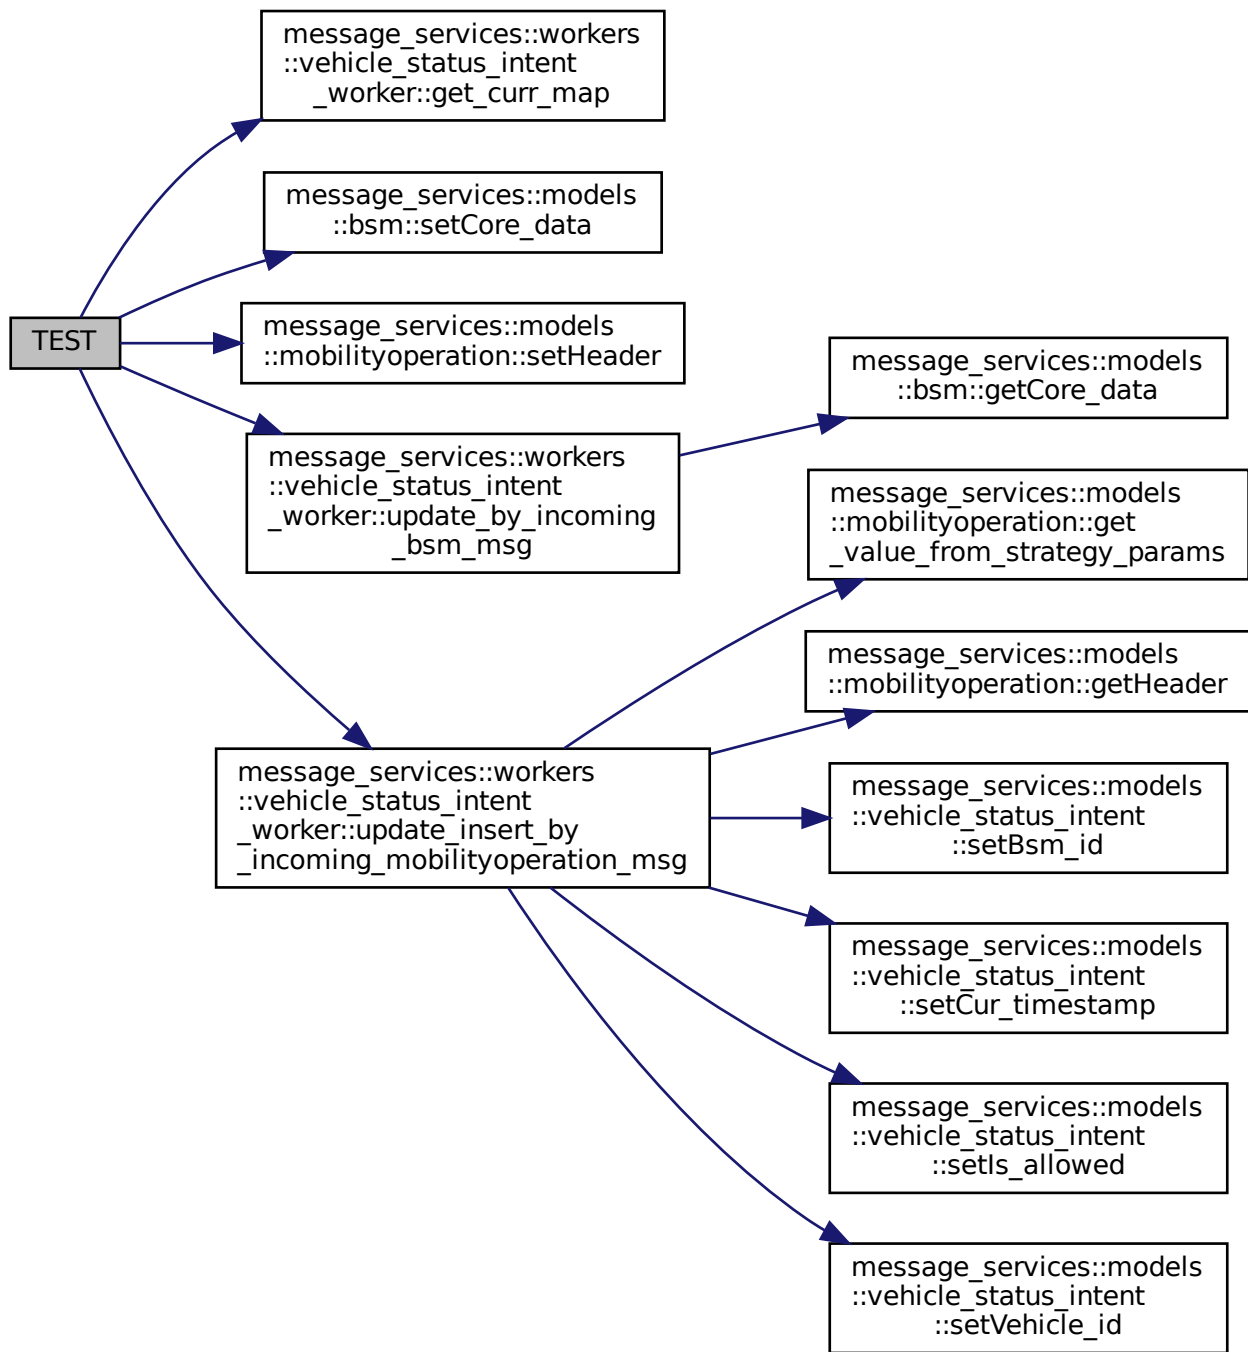 message_services::workers
::vehicle_status_intent
_worker::get_curr_map
message_services::models
::bsm::setCore_data
TEST
message_services::models
::mobilityoperation::setHeader
message_services::workers
::vehicle_status_intent
_worker::update_by_incoming
_bsm_msg
message_services::models
::bsm::getCore_data
message_services::models
::mobilityoperation::get
_value_from_strategy_params
message_services::models
::mobilityoperation::getHeader
message_services::workers
::vehicle_status_intent
_worker::update_insert_by
_incoming_mobilityoperation_msg
message_services::models
::vehicle_status_intent
::setBsm_id
message_services::models
::vehicle_status_intent
::setCur_timestamp
message_services::models
::vehicle_status_intent
::setIs_allowed
message_services::models
::vehicle_status_intent
::setVehicle_id